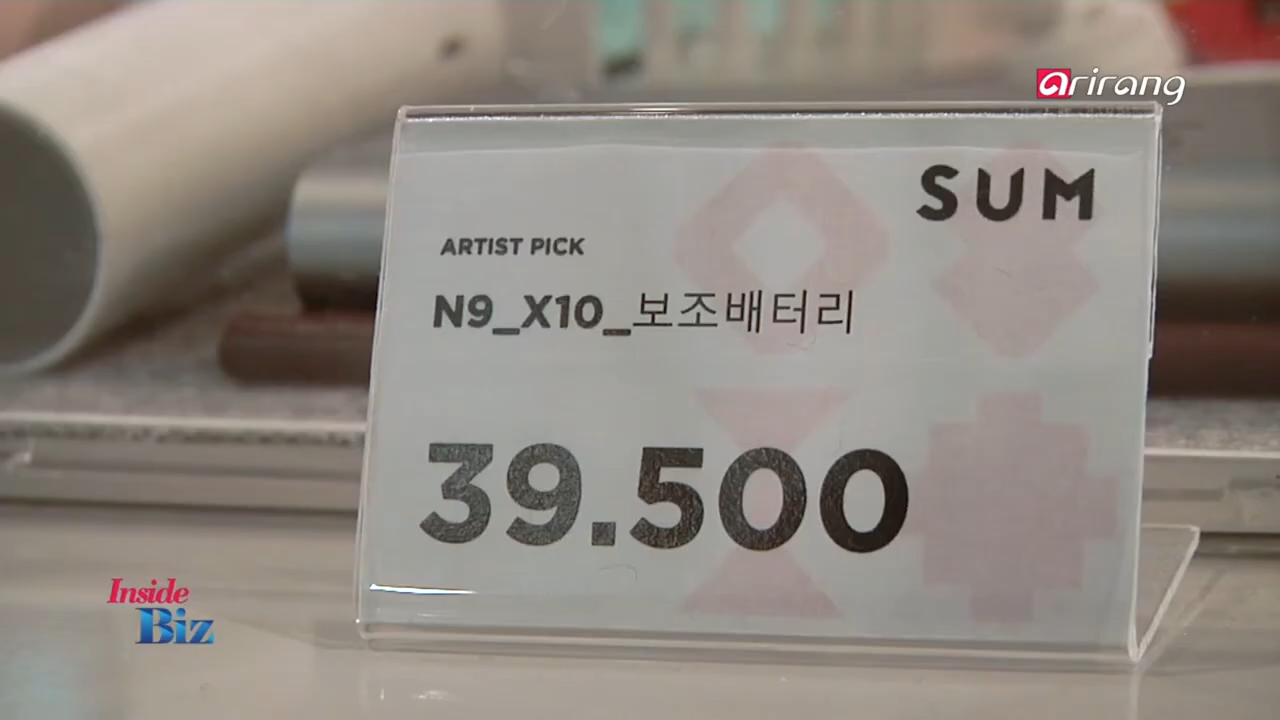 arirang
SUM
ARTIST PICK
N9_X10_보조배터리
39.500
Inside
Biz